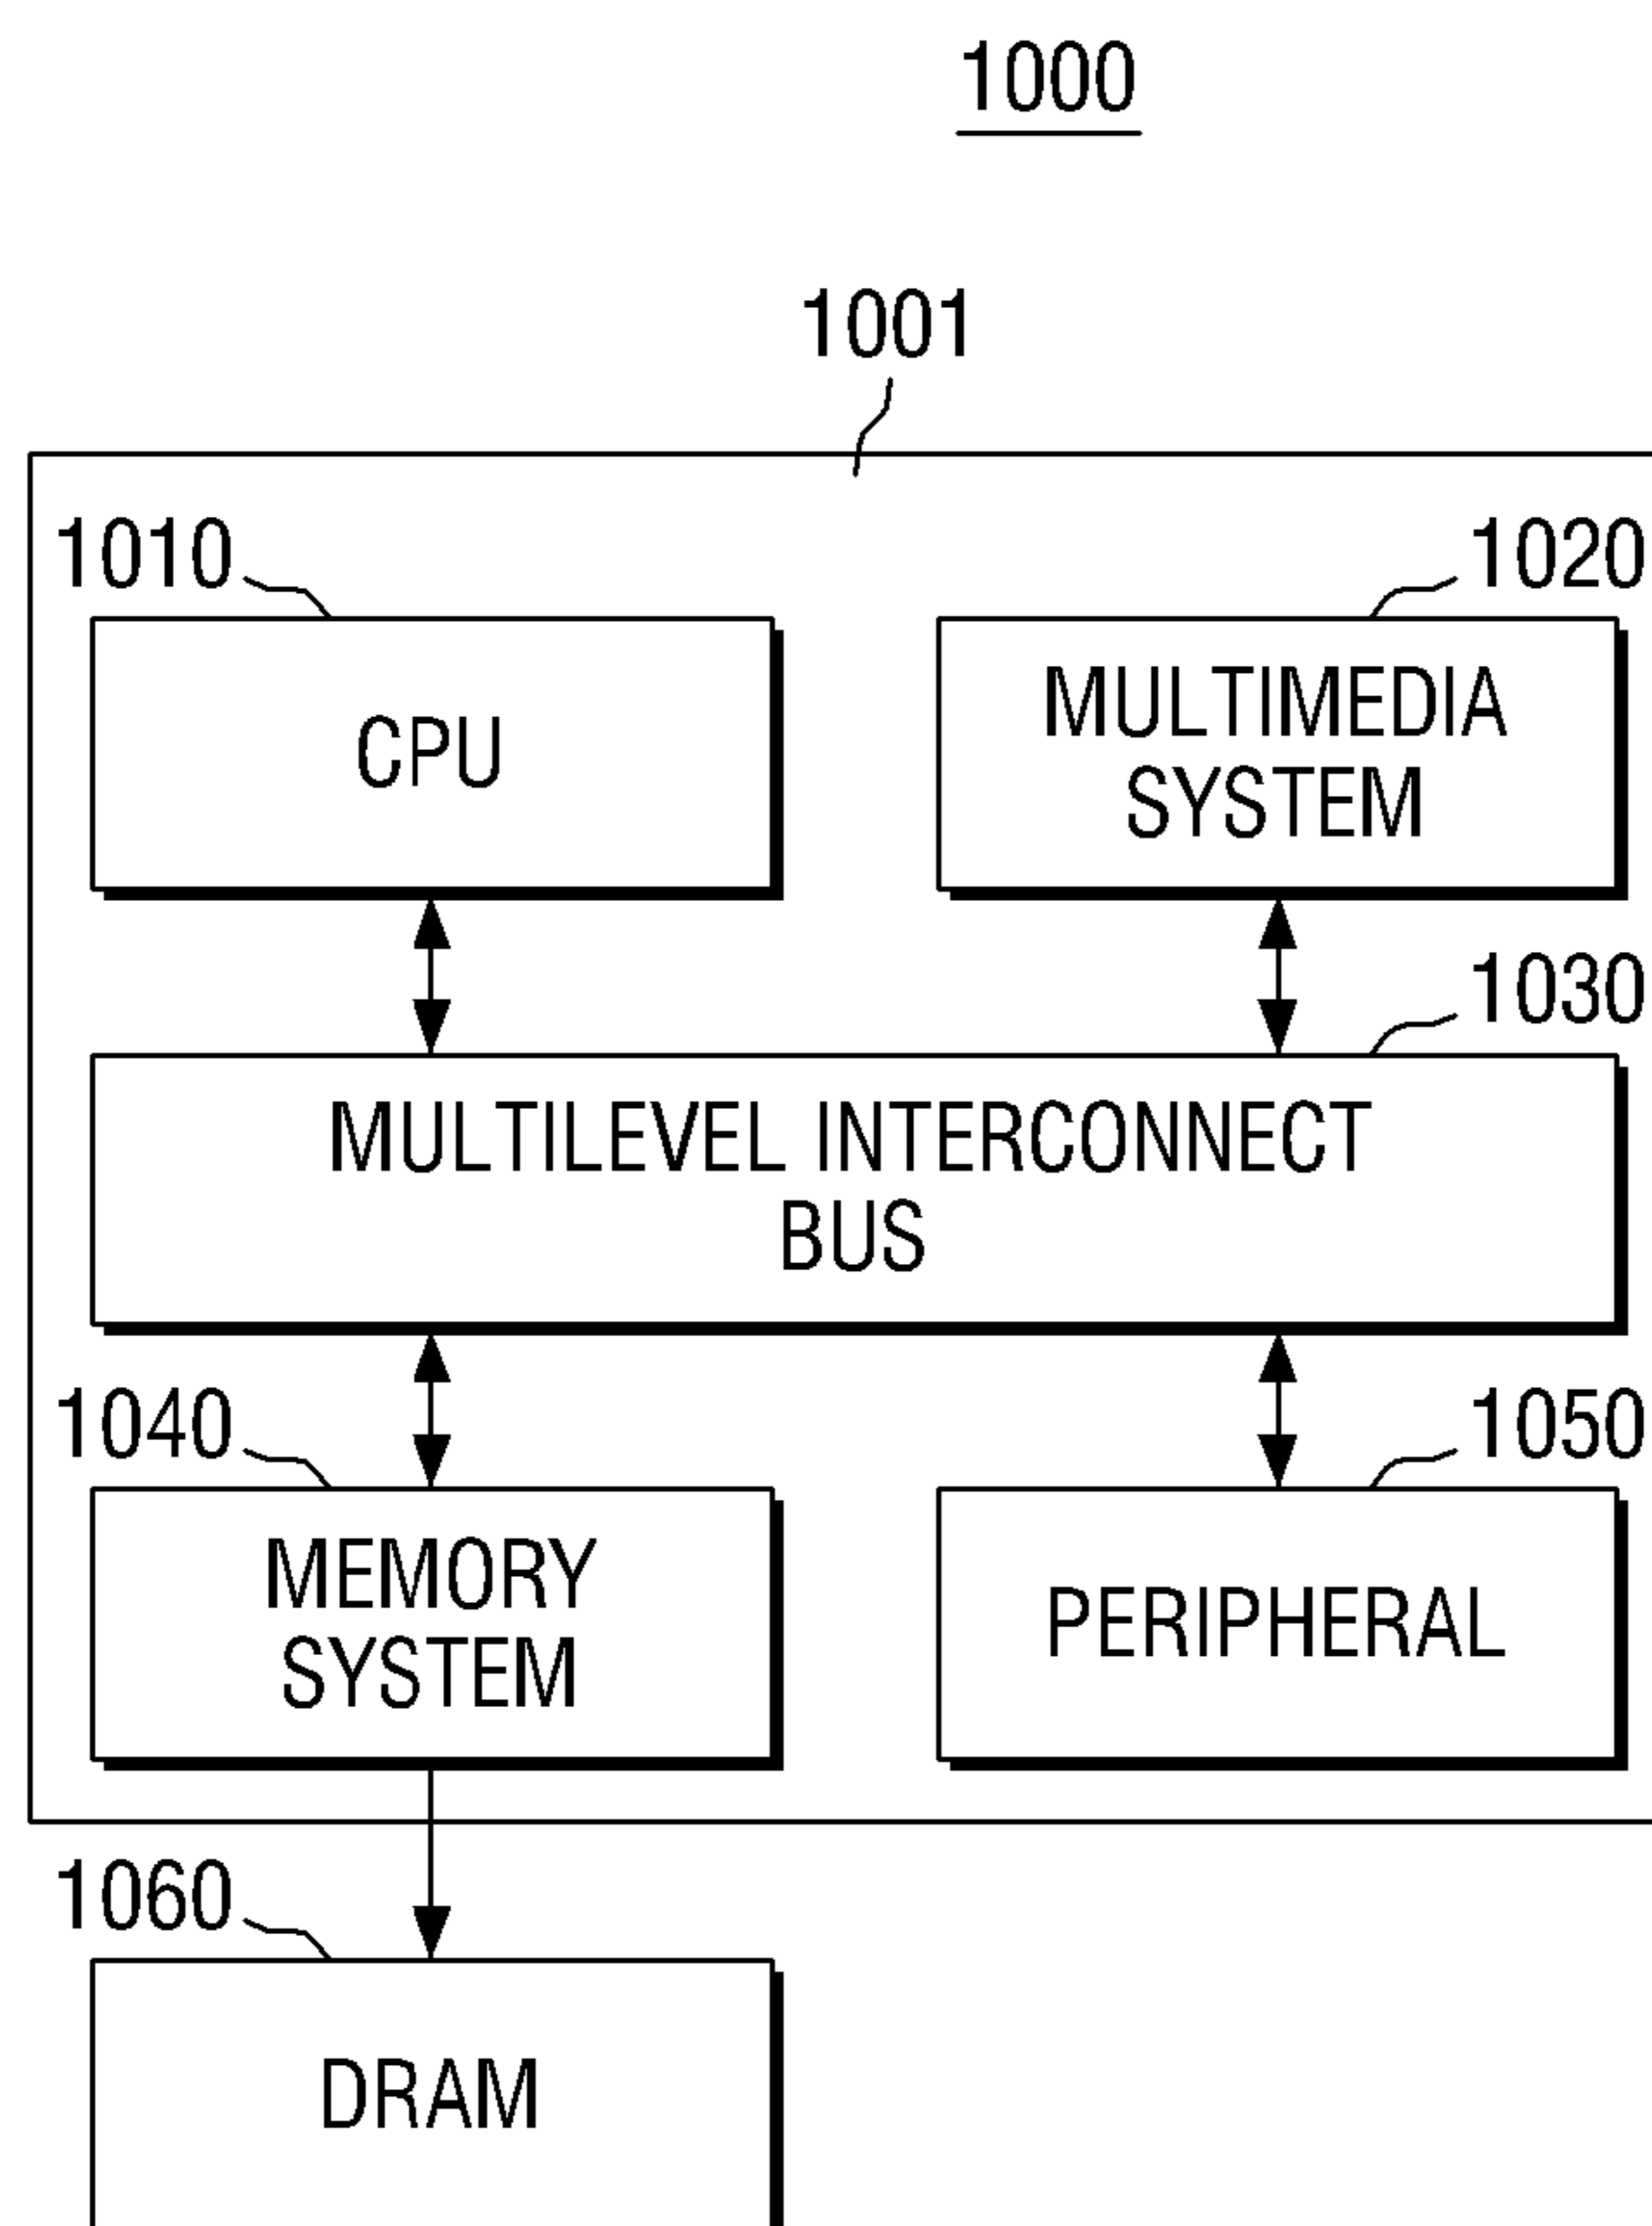 1000
1001
1010
1020
CPU
MULTIMEDIA
SYSTEM
1030
MULTILEVEL INTERCONNECT
BUS
1040
1050
MEMORY
SYSTEM
PERIPHERAL
1060
DRAM